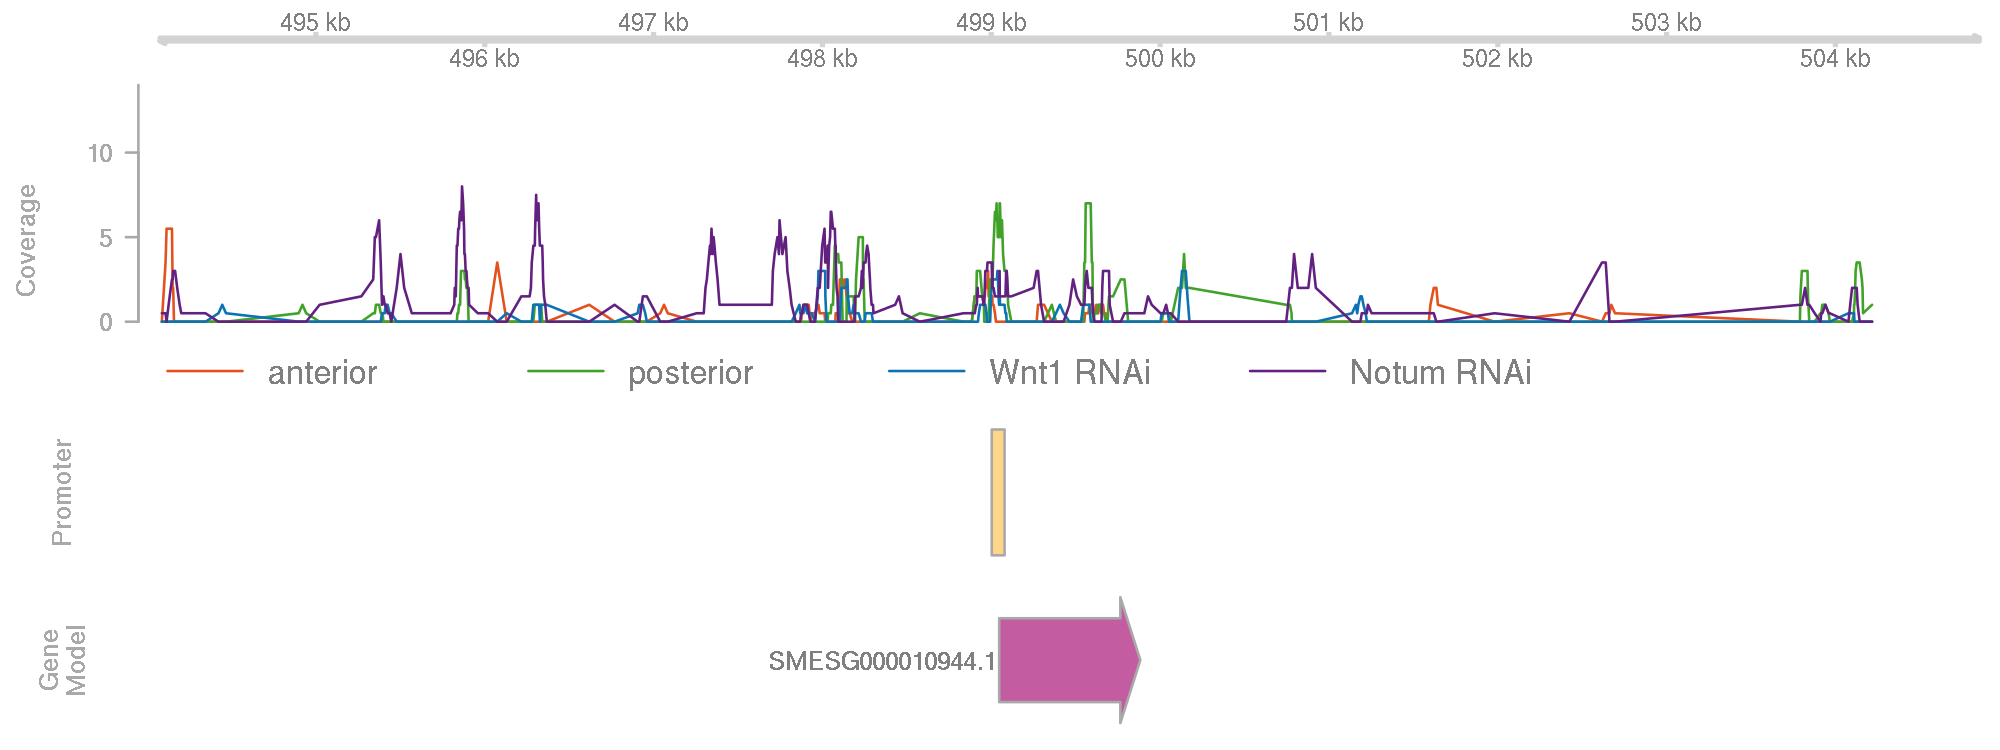 495 kb 497 kb 499 kb 501 kb 503 kb
496 kb 498 kb 500 kb 502 kb 504 kb
Coverage
10
5
0
anterior posterior Wnt1 RNAi Notum RNAi
Promoter
Gene
Model
SMESG000010944.1